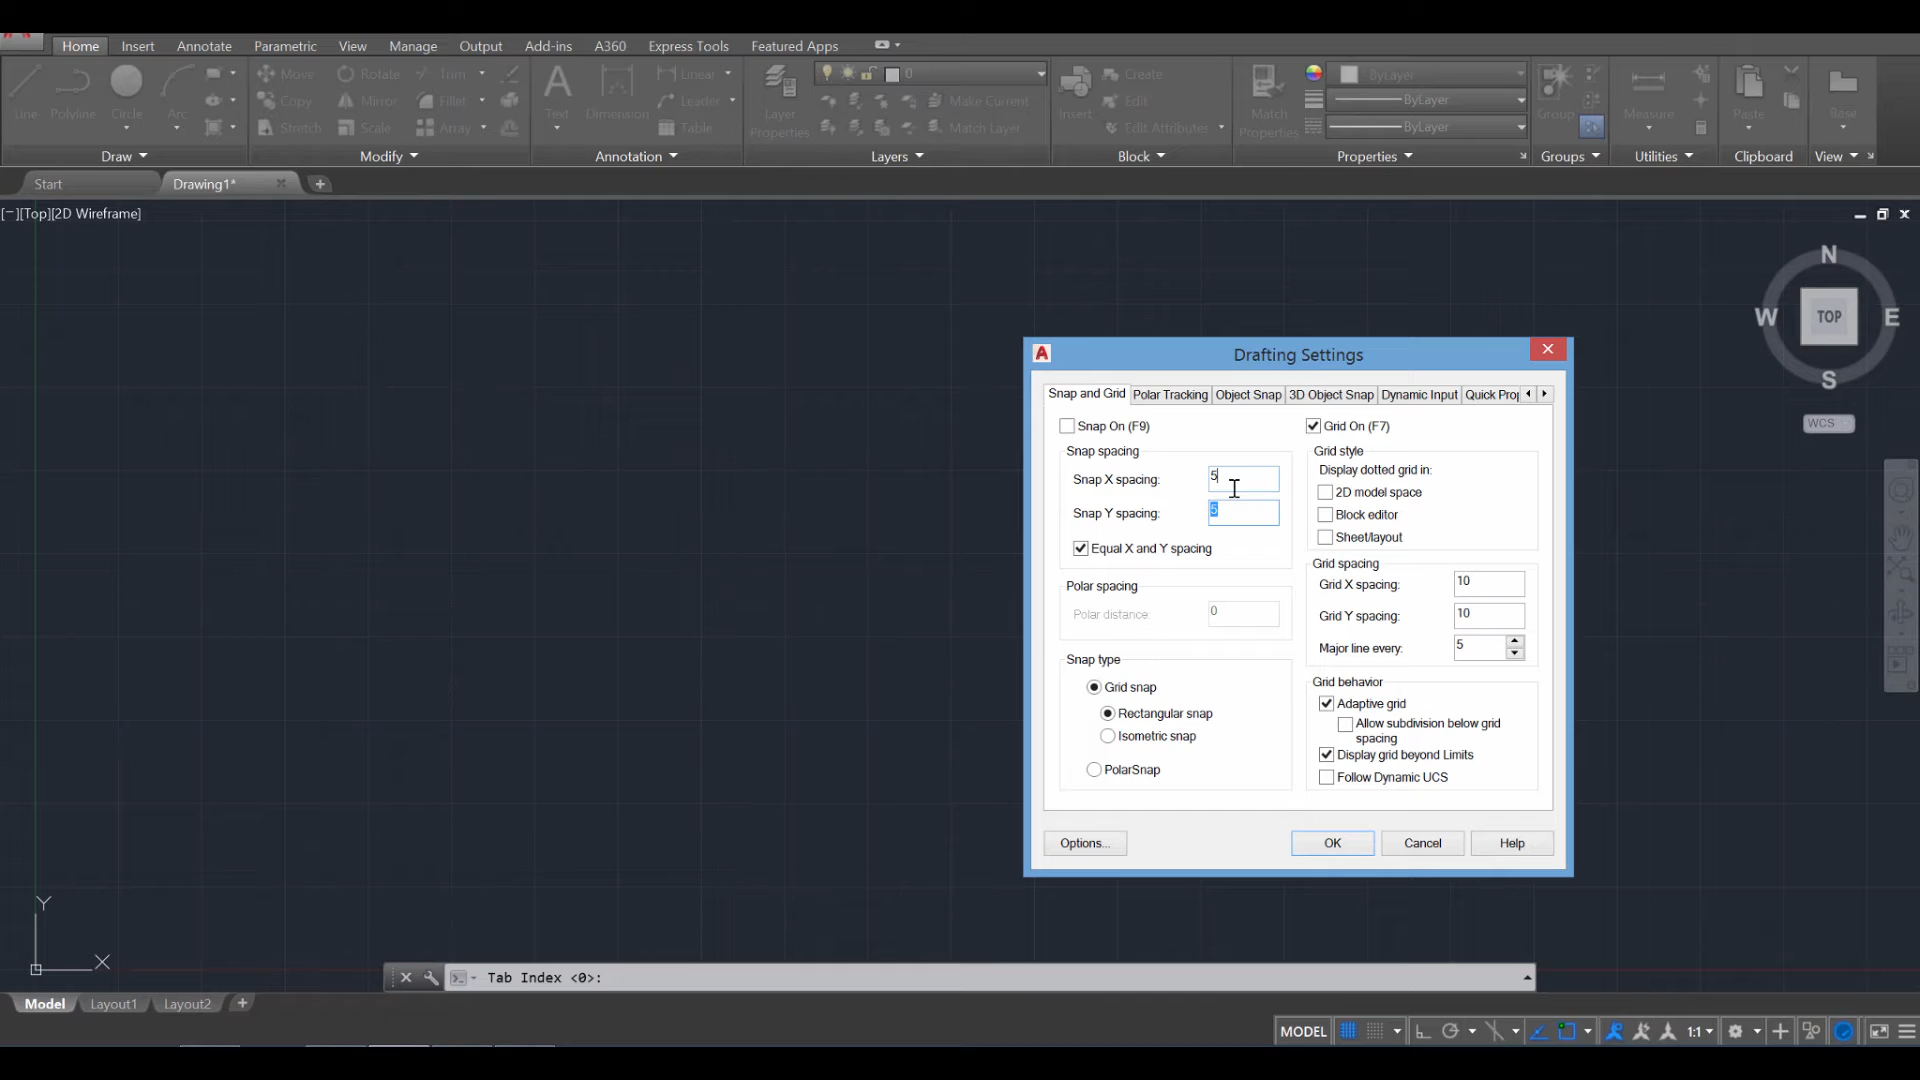 Home Insert Annotate Parametric View Manage Output Add-ins A360 Express Tools Featured Apps
Line Polyline Circle Arc Move Rotate Trim
Copy Mirror Fillet
Stretch Scale Array
Text Dimension Linear
Leader
Table
Layer Properties 0
Make Current
Match Layer
Insert Create
Edit
Edit Attributes
Match Properties ByLayer
ByLayer
ByLayer
Group Measure Paste Base
Draw Modify Annotation Layers Block Properties Groups Utilities Clipboard View
Start Drawing1*
[−][Top][2D Wireframe]
N
W TOP E
S
WCS
Drafting Settings
Snap and Grid Polar Tracking Object Snap 3D Object Snap Dynamic Input Quick Prop
Snap On (F9)
Snap spacing
Snap X spacing: 5
Snap Y spacing: 5
Equal X and Y spacing
Polar spacing
Polar distance: 0
Snap type
Grid snap
Rectangular snap
Isometric snap
PolarSnap
Grid On (F7)
Grid style
Display dotted grid in:
2D model space
Block editor
Sheet/layout
Grid spacing
Grid X spacing: 10
Grid Y spacing: 10
Major line every: 5
Grid behavior
Adaptive grid
Allow subdivision below grid
spacing
Display grid beyond Limits
Follow Dynamic UCS
Options... OK Cancel Help
Y
X
Tab Index <0>:
Model Layout1 Layout2
MODEL 1:1